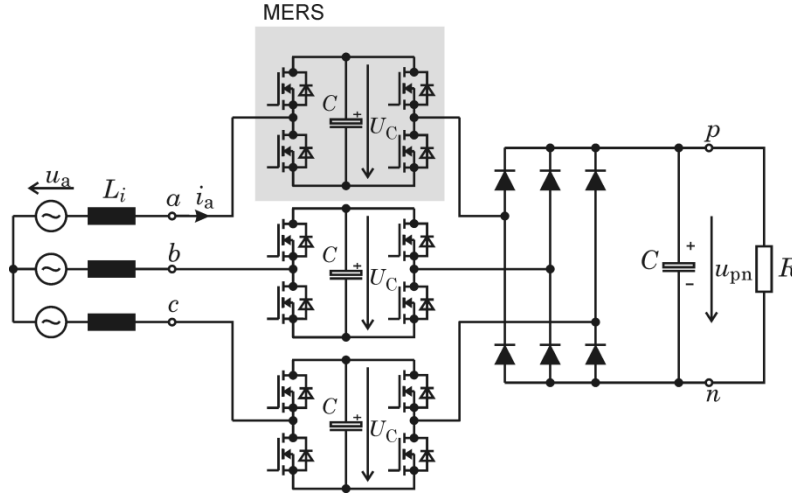 MERS
C
+
U_C
u_a
L_i
a
i_a
p
b
C
+
U_C
C
+
-
u_pn
R
c
n
C
+
U_C